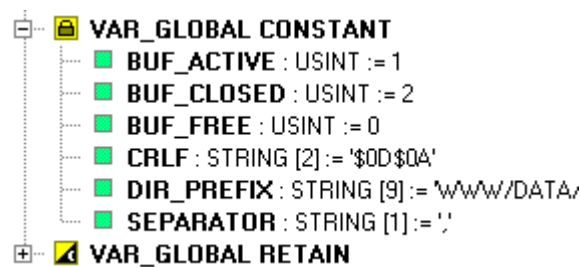 VAR_GLOBAL CONSTANT
BUF_ACTIVE : USINT := 1
BUF_CLOSED : USINT := 2
BUF_FREE : USINT := 0
CRLF : STRING [2] := '$0D$0A'
DIR_PREFIX : STRING [9] := 'WWW/DATA/
SEPARATOR : STRING [1] := ','
VAR_GLOBAL RETAIN